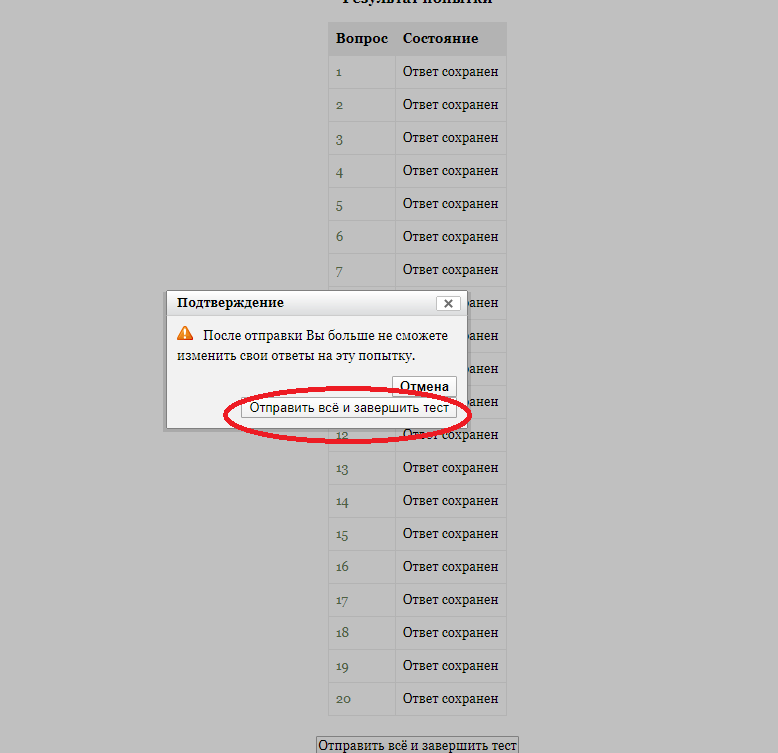 Результат попытки
Вопрос Состояние
1 Ответ сохранен
2 Ответ сохранен
3 Ответ сохранен
4 Ответ сохранен
5 Ответ сохранен
6 Ответ сохранен
7 Ответ сохранен
Подтверждение
После отправки Вы больше не сможете
изменить свои ответы на эту попытку.
Отмена
Отправить всё и завершить тест
12 Ответ сохранен
13 Ответ сохранен
14 Ответ сохранен
15 Ответ сохранен
16 Ответ сохранен
17 Ответ сохранен
18 Ответ сохранен
19 Ответ сохранен
20 Ответ сохранен
Отправить всё и завершить тест